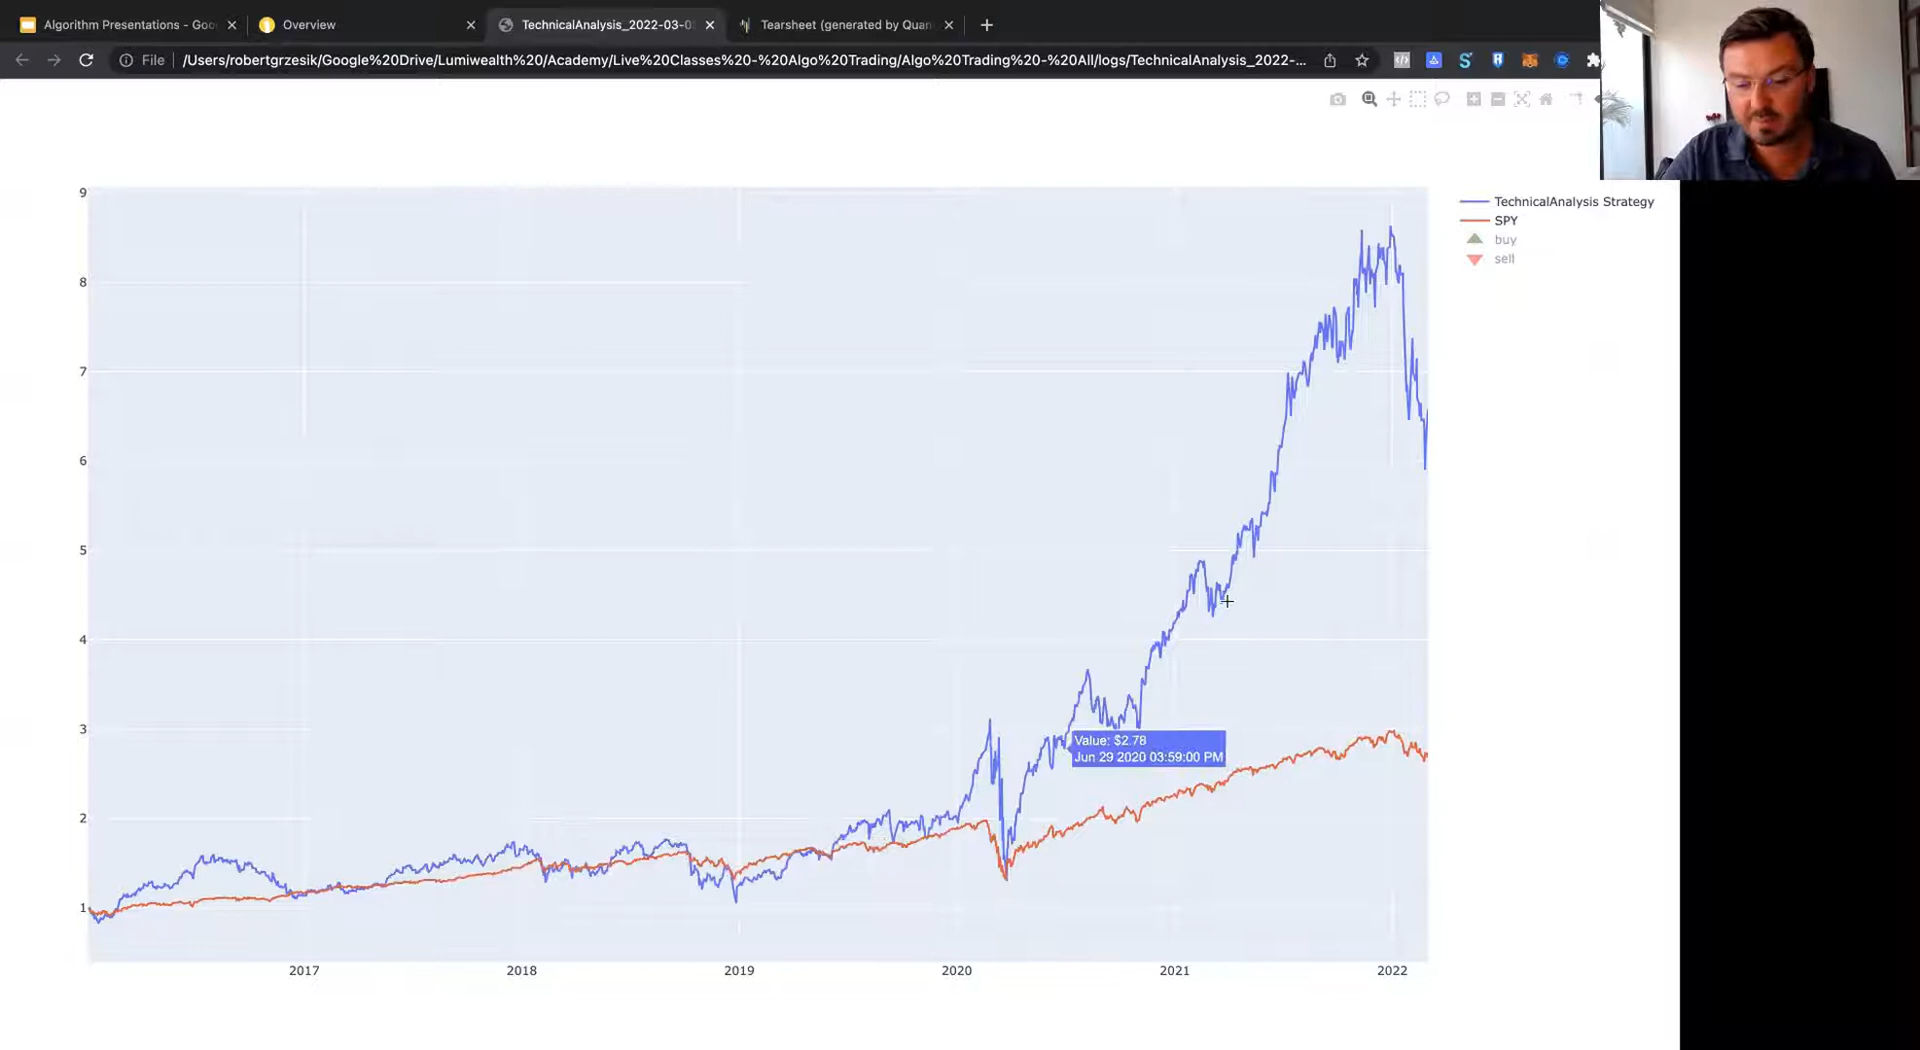 Algorithm Presentations - Goo
Overview
TechnicalAnalysis_2022-03-0
Tearsheet (generated by Quan
File
/Users/robertgrzesik/Google%20Drive/Lumiwealth%20/Academy/Live%20Classes%20-%20Algo%20Trading/Algo%20Trading%20-%20All/logs/TechnicalAnalysis_2022-...
TechnicalAnalysis Strategy
SPY
buy
sell
9
8
7
6
5
4
3
2
1
Value: $2.78
Jun 29 2020 03:59:00 PM
2017
2018
2019
2020
2021
2022